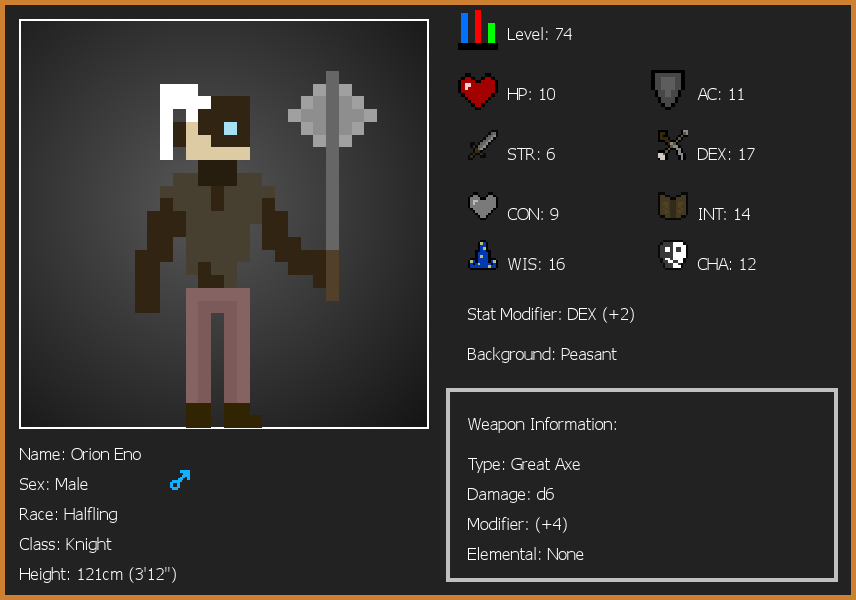 Level: 74
HP: 10
AC: 11
STR: 6
DEX: 17
CON: 9
INT: 14
WIS: 16
CHA: 12
Stat Modifier: DEX (+2)
Background: Peasant
Weapon Information:
Type: Great Axe
Damage: d6
Modifier: (+4)
Elemental: None
Name: Orion Eno
Sex: Male
Race: Halfling
Class: Knight
Height: 121cm (3'12")